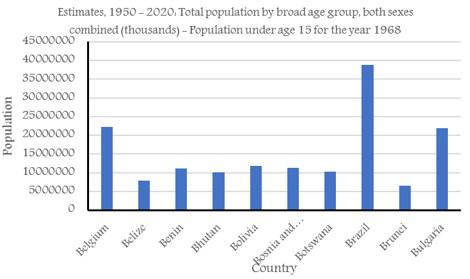 Estimates, 1950 - 2020: Total population by broad age group, both sexes
combined (thousands) - Population under age 15 for the year 1968
45000000
40000000
35000000
30000000
25000000
20000000
15000000
10000000
5000000
0
Population
Belgium
Belize
Benin
Bhutan
Bolivia
Bosnia and...
Botswana
Brazil
Brunei
Bulgaria
Country